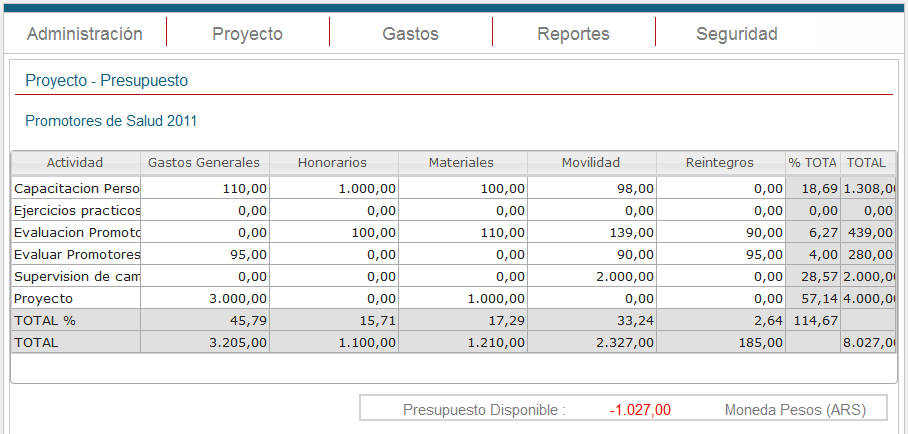 Administración Proyecto Gastos Reportes Seguridad
Proyecto - Presupuesto
Promotores de Salud 2011
Actividad Gastos Generales Honorarios Materiales Movilidad Reintegros % TOTA TOTAL
Capacitacion Perso 110,00 1.000,00 100,00 98,00 0,00 18,69 1.308,00
Ejercicios practicos 0,00 0,00 0,00 0,00 0,00 0,00 0,00
Evaluacion Promoto 0,00 100,00 110,00 139,00 90,00 6,27 439,00
Evaluar Promotores 95,00 0,00 0,00 90,00 95,00 4,00 280,00
Supervision de cam 0,00 0,00 0,00 2.000,00 0,00 28,57 2.000,00
Proyecto 3.000,00 0,00 1.000,00 0,00 0,00 57,14 4.000,00
TOTAL % 45,79 15,71 17,29 33,24 2,64 114,67
TOTAL 3.205,00 1.100,00 1.210,00 2.327,00 185,00 8.027,00
Presupuesto Disponible : -1.027,00 Moneda Pesos (ARS)